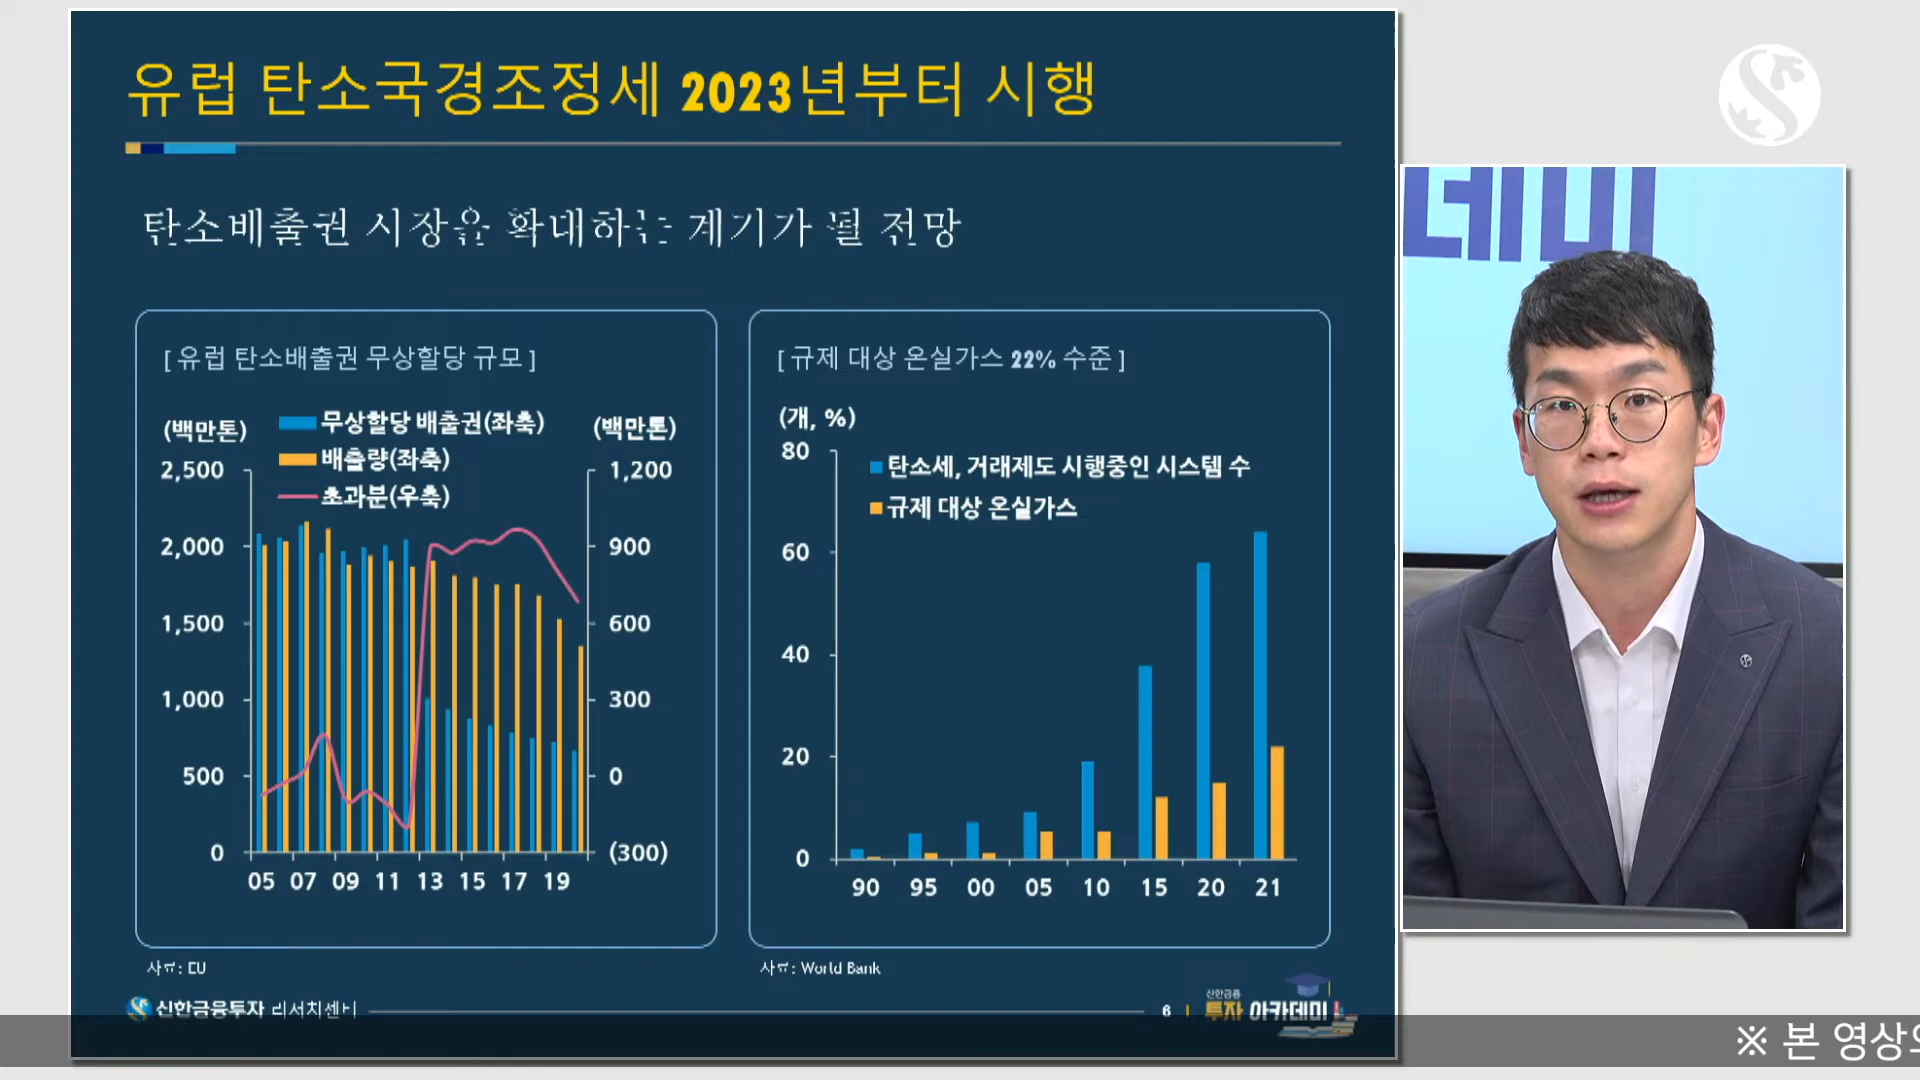 유럽 탄소국경조정세 2023년부터 시행
탄소배출권 시장을 확대하는 계기가 될 전망
[ 유럽 탄소배출권 무상할당 규모 ]
(백만톤)
무상할당 배출권(좌축)
배출량(좌축)
초과분(우축)
(백만톤)
2,500
2,000
1,500
1,000
500
0
1,200
900
600
300
0
(300)
05 07 09 11 13 15 17 19
자료: EU
[ 규제 대상 온실가스 22% 수준 ]
(개, %)
탄소세, 거래제도 시행중인 시스템 수
규제 대상 온실가스
80
60
40
20
0
90 95 00 05 10 15 20 21
자료: World Bank
신한금융투자 리서치센터
6
신한금융
투자 아카데미
데미
※ 본 영상의